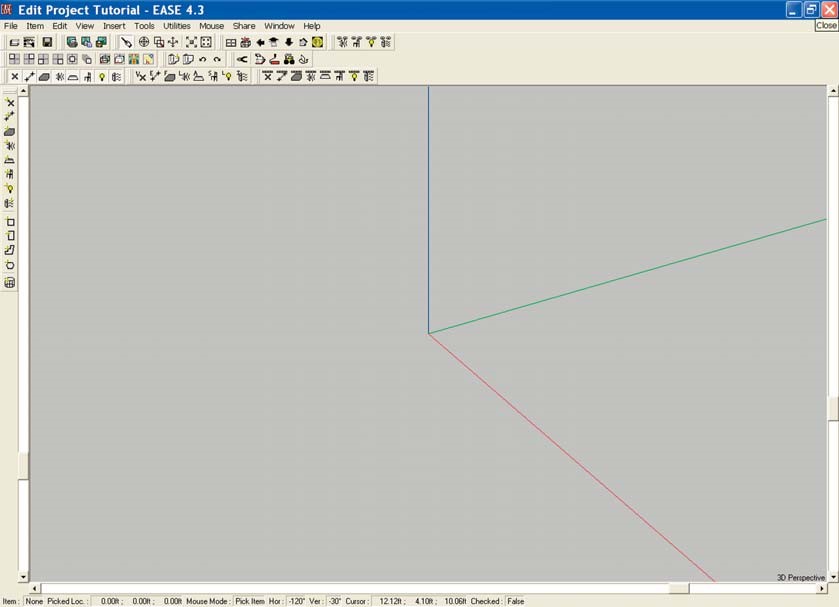 Edit Project Tutorial - EASE 4.3
File Item Edit View Insert Tools Utilities Mouse Share Window Help
Close
3D Perspective
Item : None Picked Loc. : 0.00ft ; 0.00ft ; 0.00ft Mouse Mode : Pick Item Hor : -120° Ver : -30° Cursor : 12.12ft ; 4.10ft ; 10.06ft Checked : False